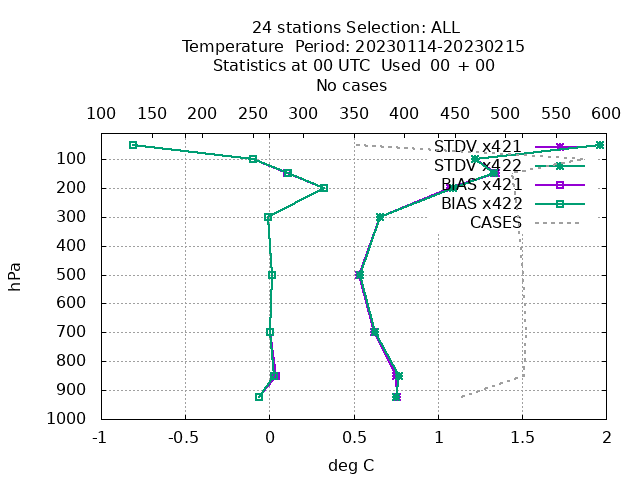 24 stations Selection: ALL
Temperature  Period: 20230114-20230215
Statistics at 00 UTC  Used  00 + 00
No cases
100 150 200 250 300 350 400 450 500 550 600
STDV x421
STDV x422
BIAS x421
BIAS x422
CASES
100
200
300
400
500
600
700
800
900
1000
hPa
-1 -0.5 0 0.5 1 1.5 2
deg C